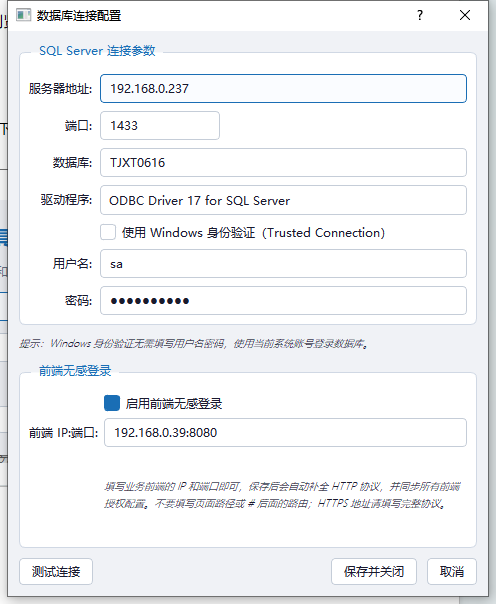 数据库连接配置
SQL Server 连接参数
服务器地址: 192.168.0.237
端口: 1433
数据库: TJXT0616
驱动程序: ODBC Driver 17 for SQL Server
使用 Windows 身份验证（Trusted Connection）
用户名: sa
密码: ●●●●●●●●●●
提示：Windows 身份验证无需填写用户名密码，使用当前系统账号登录数据库。
前端无感登录
启用前端无感登录
前端 IP:端口: 192.168.0.39:8080
填写业务前端的 IP 和端口即可，保存后会自动补全 HTTP 协议，并同步所有前端
授权配置。不要填写页面路径或 # 后面的路由；HTTPS 地址请填写完整协议。
测试连接 保存并关闭 取消